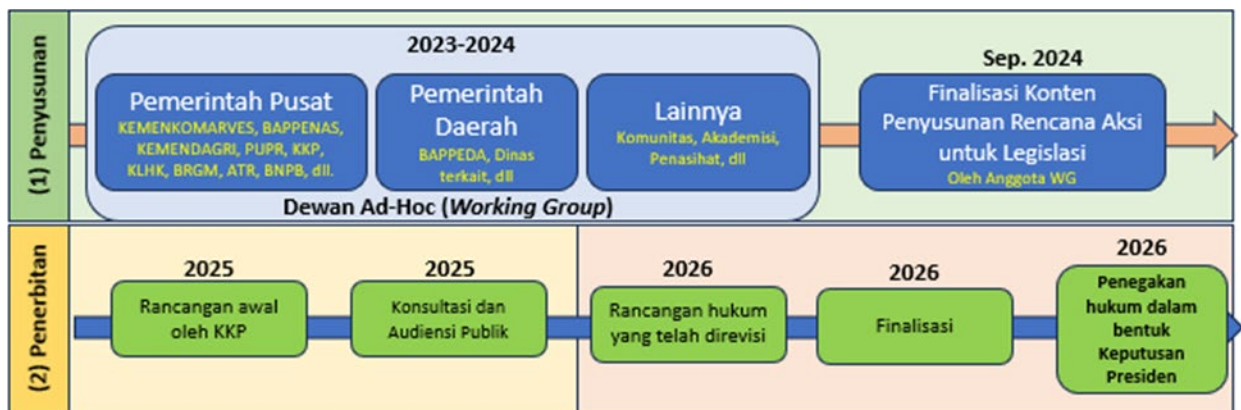 (1) Penyusunan
2023-2024
Pemerintah Pusat
KEMENKOMARVES, BAPPENAS,
KEMENDAGRI, PUPR, KKP,
KLHK, BRGM, ATR, BNPB, dll.
Pemerintah
Daerah
BAPPEDA, Dinas
terkait, dll
Lainnya
Komunitas, Akademisi,
Penasihat, dll
Dewan Ad-Hoc (Working Group)
Sep. 2024
Finalisasi Konten
Penyusunan Rencana Aksi
untuk Legislasi
Oleh Anggota WG
(2) Penerbitan
2025
Rancangan awal
oleh KKP
2025
Konsultasi dan
Audiensi Publik
2026
Rancangan hukum
yang telah direvisi
2026
Finalisasi
2026
Penegakan
hukum dalam
bentuk
Keputusan
Presiden